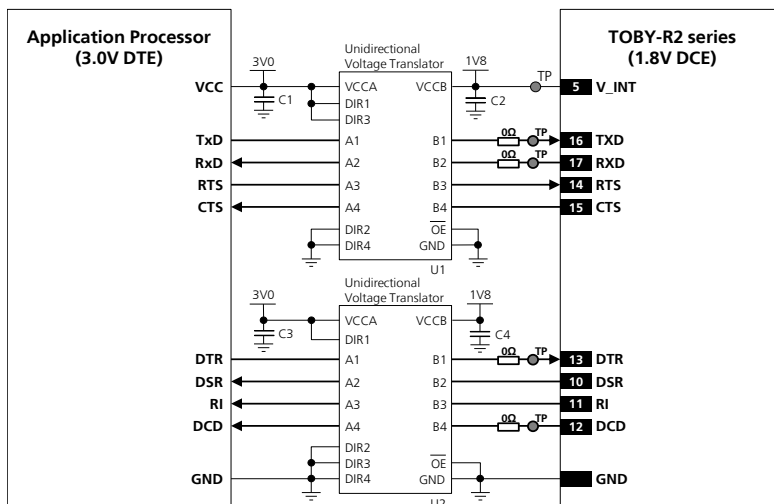 Application Processor
(3.0V DTE)
TOBY-R2 series
(1.8V DCE)
Unidirectional
Voltage Translator
3V0
1V8
TP
VCC
VCCA
VCCB
5
V_INT
C1
DIR1
C2
DIR3
0Ω
TP
TxD
A1
B1
16
TXD
0Ω
TP
RxD
A2
B2
17
RXD
RTS
A3
B3
14
RTS
CTS
A4
B4
15
CTS
DIR2
OE
DIR4
GND
U1
Unidirectional
Voltage Translator
3V0
1V8
VCCA
VCCB
C3
DIR1
C4
0Ω
TP
DTR
A1
B1
13
DTR
DSR
A2
B2
10
DSR
RI
A3
B3
11
RI
0Ω
TP
DCD
A4
B4
12
DCD
DIR2
DIR3
OE
GND
DIR4
GND
GND
U2